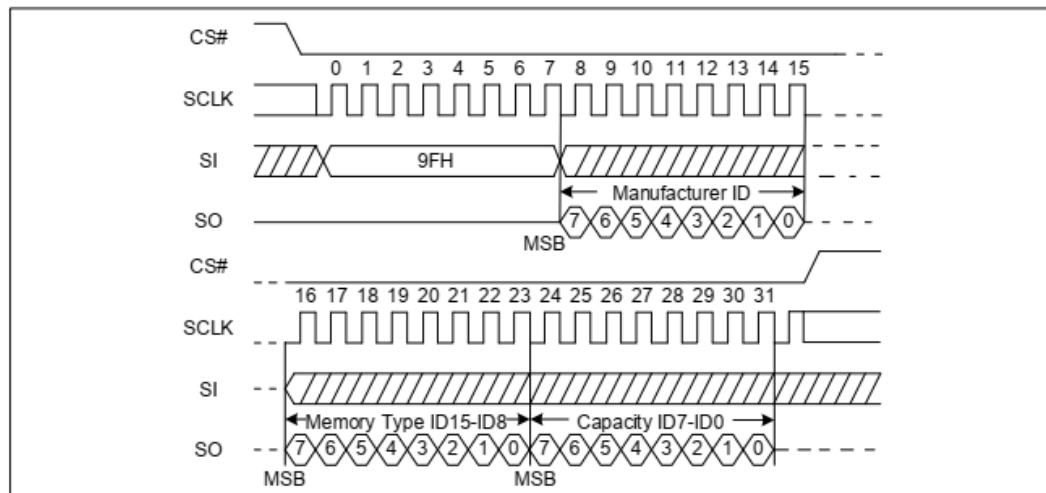 CS#
0 1 2 3 4 5 6 7 8 9 10 11 12 13 14 15
SCLK
SI 9FH
Manufacturer ID
SO 7 6 5 4 3 2 1 0
MSB
CS#
16 17 18 19 20 21 22 23 24 25 26 27 28 29 30 31
SCLK
SI
Memory Type ID15-ID8 Capacity ID7-ID0
SO 7 6 5 4 3 2 1 0 7 6 5 4 3 2 1 0
MSB MSB